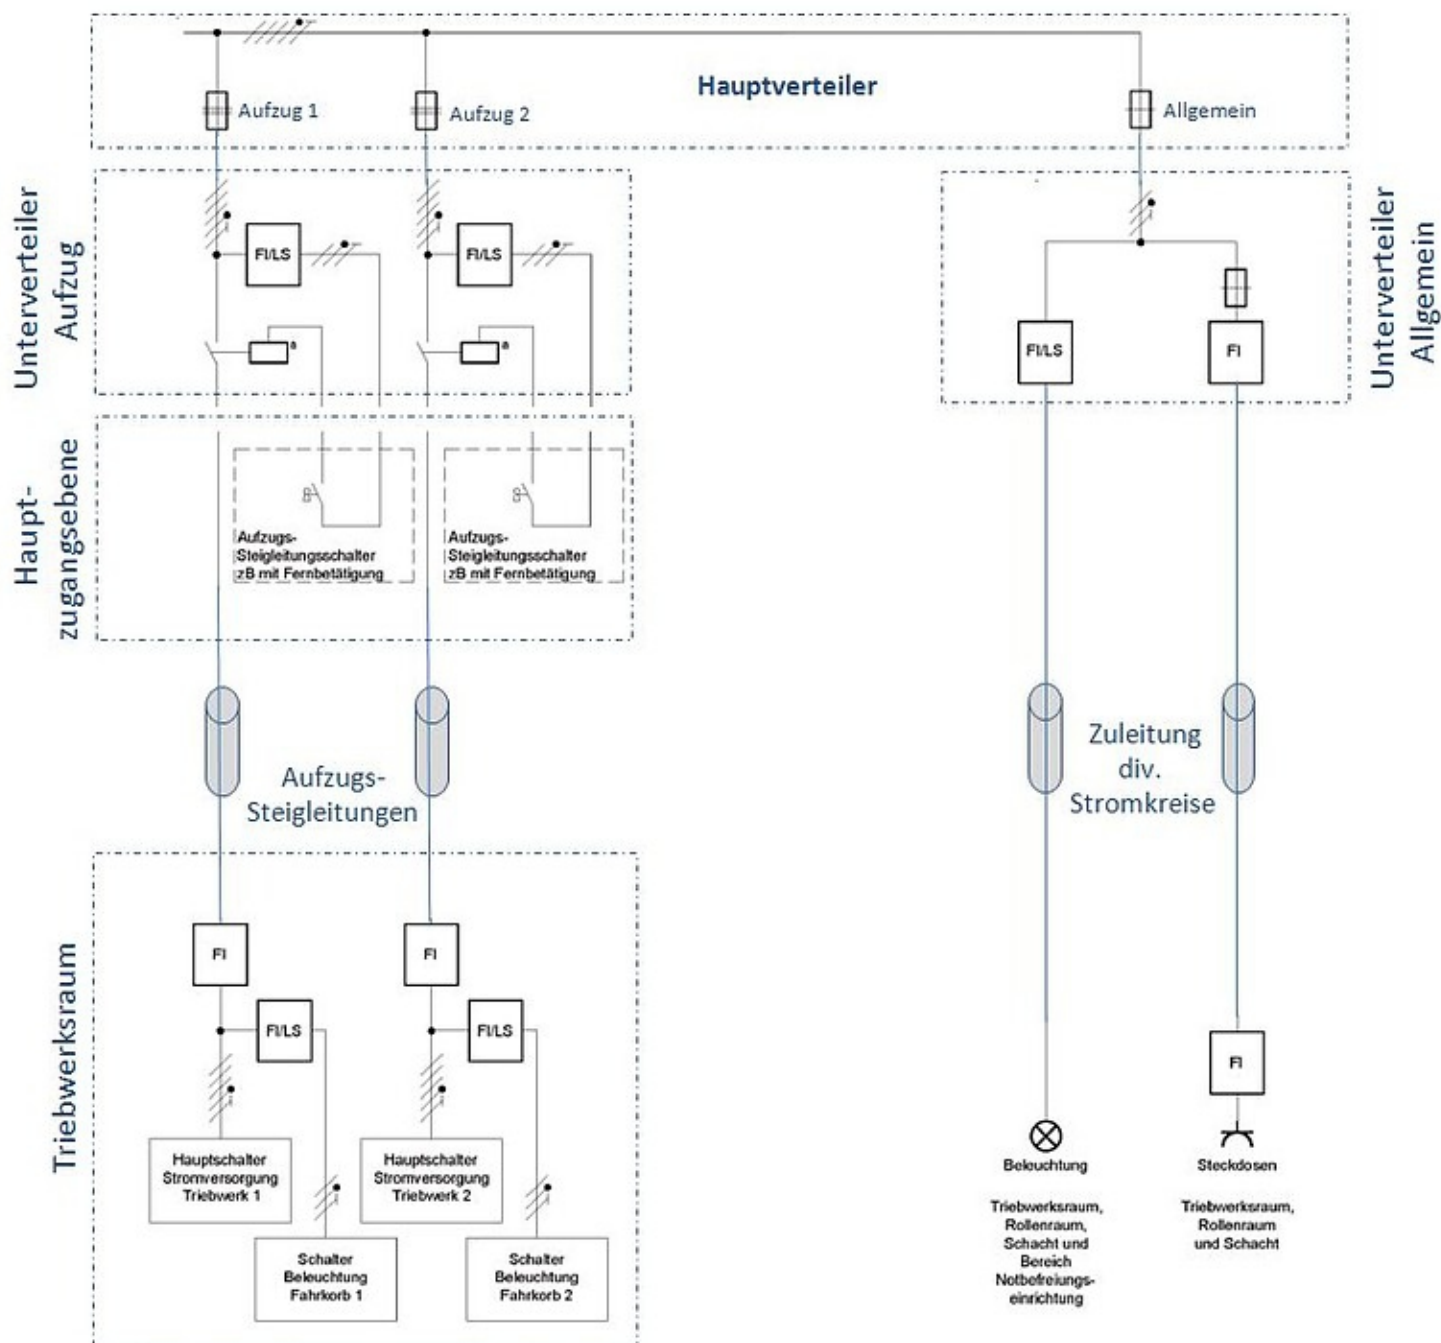 Hauptverteiler
Aufzug 1
Aufzug 2
Allgemein
Unterverteiler
Aufzug
FI/LS
FI/LS
a
a
Unterverteiler
Allgemein
FI/LS
FI
Haupt-
zugangsebene
Aufzugs-
Steigleitungsschalter
zB mit Fernbetätigung
Aufzugs-
Steigleitungsschalter
zB mit Fernbetätigung
Aufzugs-
Steigleitungen
Zuleitung
div.
Stromkreise
Triebwerksraum
FI
FI
FI/LS
FI/LS
Hauptschalter
Stromversorgung
Triebwerk 1
Hauptschalter
Stromversorgung
Triebwerk 2
Schalter
Beleuchtung
Fahrkorb 1
Schalter
Beleuchtung
Fahrkorb 2
FI
Beleuchtung
Triebwerksraum,
Rollenraum,
Schacht und
Bereich
Notbefreiungs-
einrichtung
Steckdosen
Triebwerksraum,
Rollenraum
und Schacht